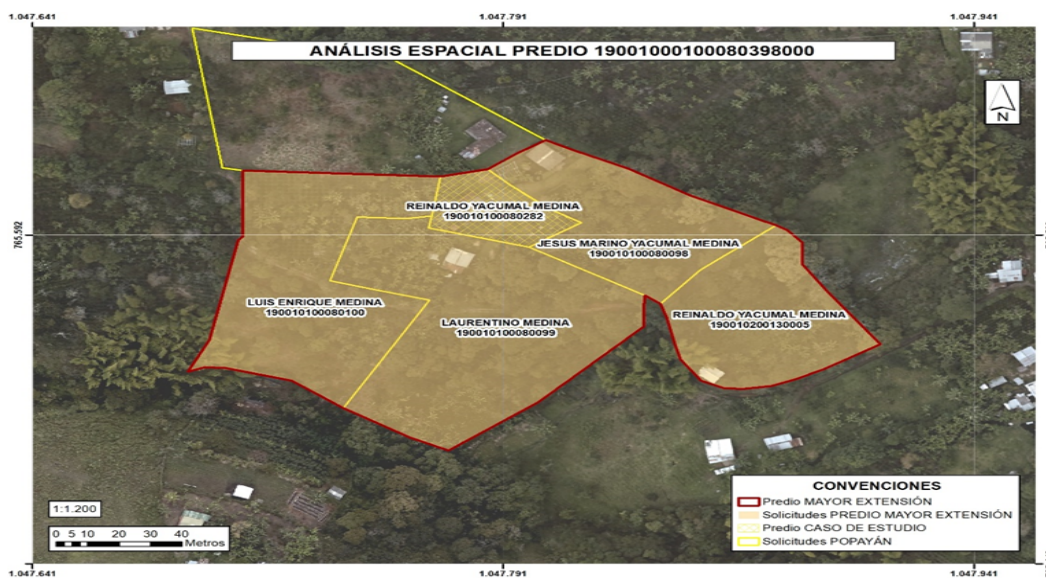 1.047.641
1.047.791
1.047.941
ANÁLISIS ESPACIAL PREDIO 19001000100080398000
N
REINALDO YACUMAL MEDINA
190010100080282
765.592
JESUS MARINO YACUMAL MEDINA
190010100080098
LUIS ENRIQUE MEDINA
190010100080100
LAURENTINO MEDINA
190010100080099
REINALDO YACUMAL MEDINA
190010200130005
CONVENCIONES
Predio MAYOR EXTENSIÓN
Solicitudes PREDIO MAYOR EXTENSIÓN
Predio CASO DE ESTUDIO
Solicitudes POPAYÁN
1:1.200
0 5 10 20 30 40
Metros
1.047.641
1.047.791
1.047.941